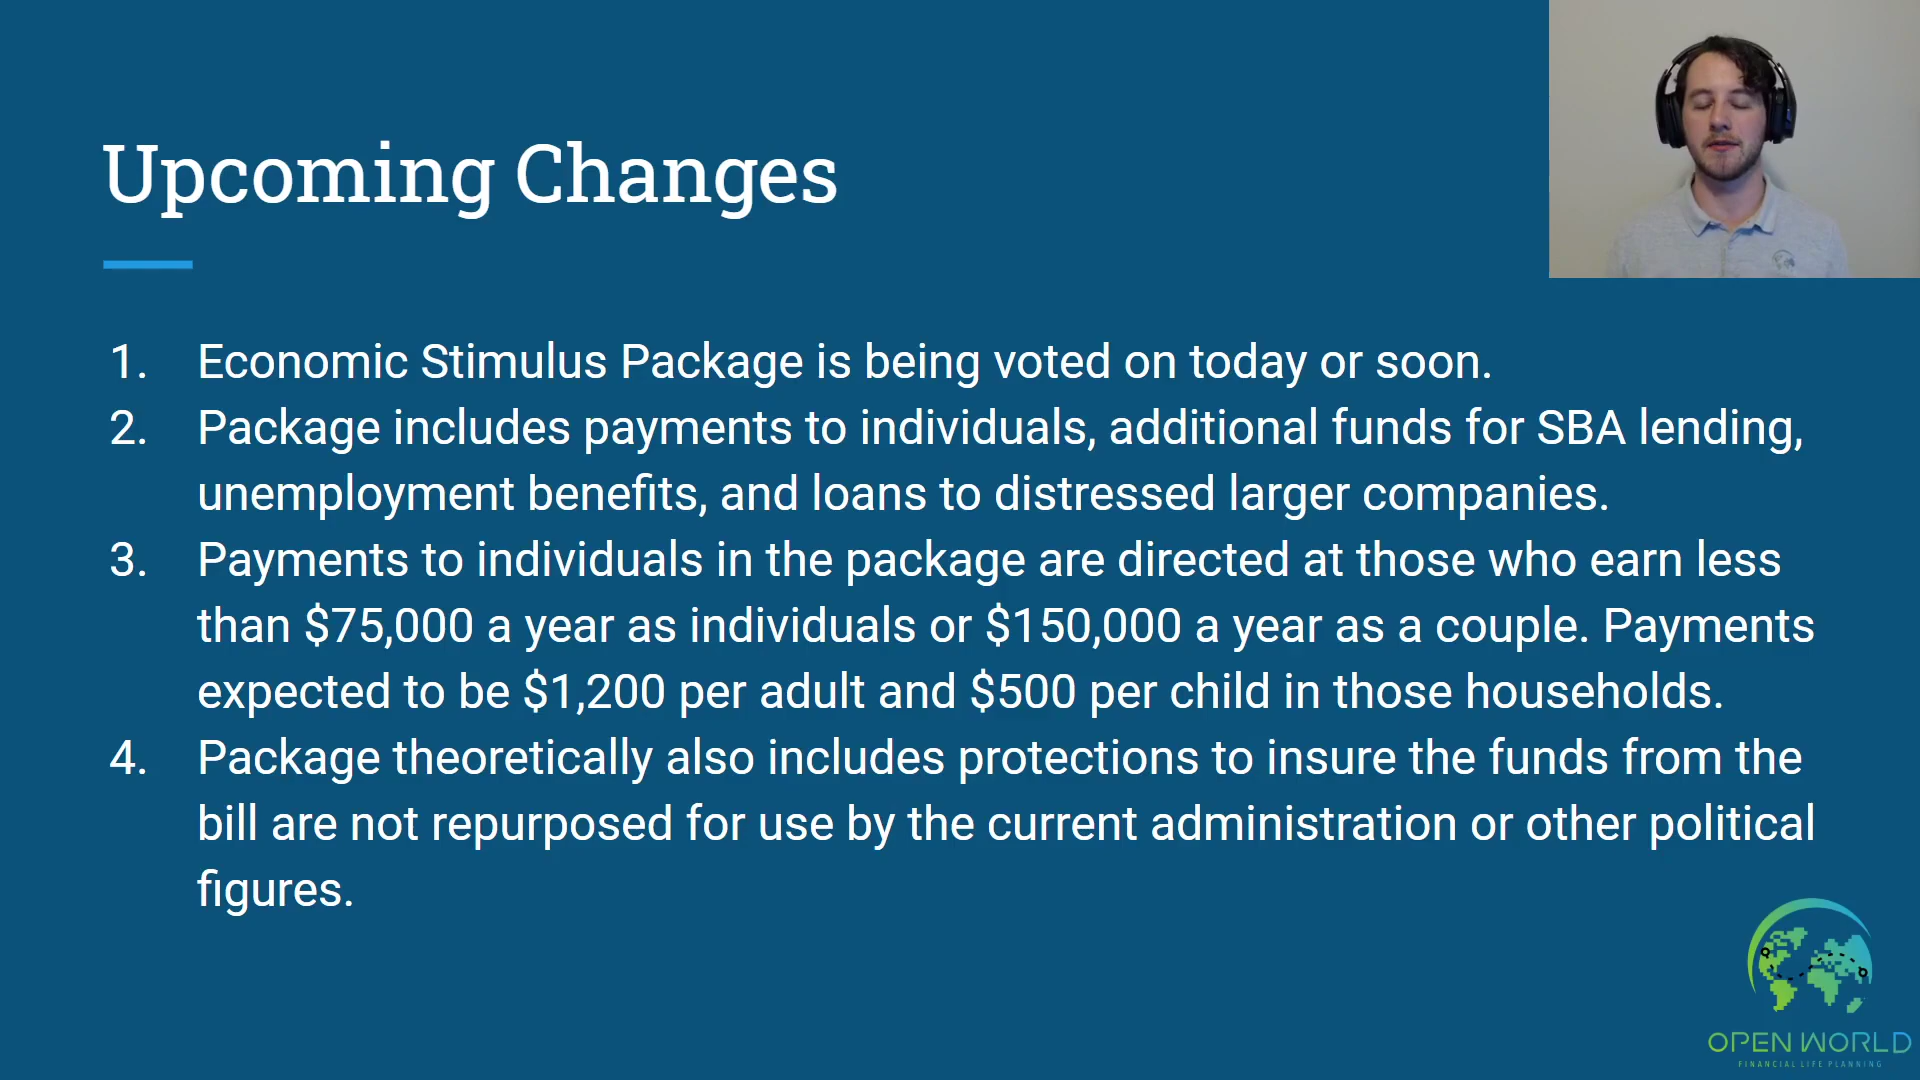 Upcoming Changes
1. Economic Stimulus Package is being voted on today or soon.
2. Package includes payments to individuals, additional funds for SBA lending,
unemployment benefits, and loans to distressed larger companies.
3. Payments to individuals in the package are directed at those who earn less
than $75,000 a year as individuals or $150,000 a year as a couple. Payments
expected to be $1,200 per adult and $500 per child in those households.
4. Package theoretically also includes protections to insure the funds from the
bill are not repurposed for use by the current administration or other political
figures.
OPEN WORLD
FINANCIAL LIFE PLANNING